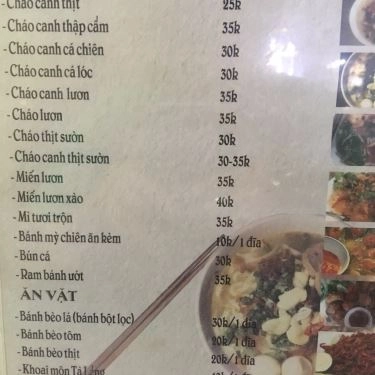 - Cháo canh thịt 25k
- Cháo canh thập cẩm 35k
- Cháo canh cá chiên 30k
- Cháo canh cá lóc 30k
- Cháo canh lươn 35k
- Cháo lươn 35k
- Cháo thịt sườn 30k
- Cháo canh thịt sườn 30-35k
- Miến lươn 35k
- Miến lươn xào 40k
- Mì tươi trộn 35k
- Bánh mỳ chiên ăn kèm 10k/1 đĩa
- Bún cá 30k
- Ram bánh ướt 35k
ĂN VẶT
- Bánh bèo lá (bánh bột lọc) 30k/1 đĩa
- Bánh bèo tôm 20k/1 đĩa
- Bánh bèo thịt 20k/1 đĩa
- Khoai môn